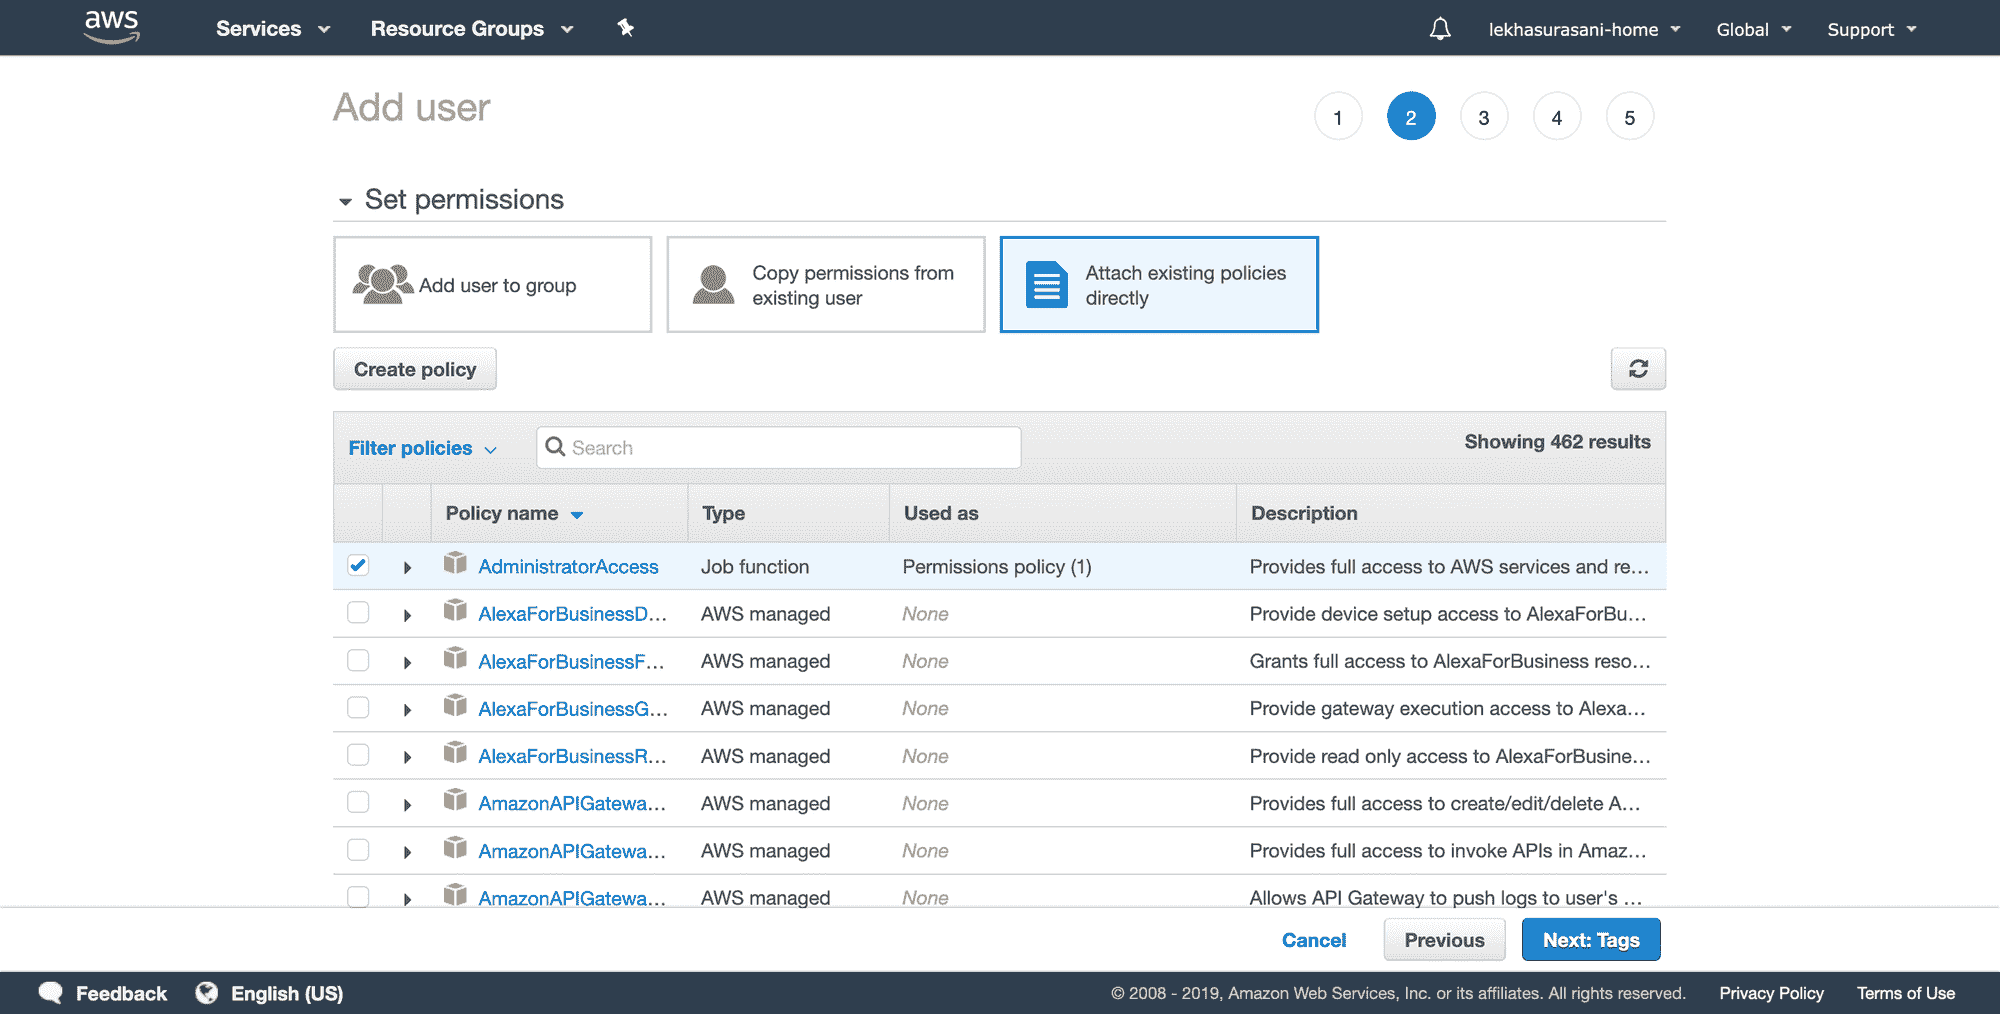 aws Services Resource Groups lekhasurasani-home Global Support
Add user
1 2 3 4 5
Set permissions
Add user to group
Copy permissions from
existing user
Attach existing policies
directly
Create policy
Filter policies Search Showing 462 results
Policy name Type Used as Description
AdministratorAccess Job function Permissions policy (1) Provides full access to AWS services and re…
AlexaForBusinessD… AWS managed None Provide device setup access to AlexaForBu…
AlexaForBusinessF… AWS managed None Grants full access to AlexaForBusiness reso…
AlexaForBusinessG… AWS managed None Provide gateway execution access to Alexa…
AlexaForBusinessR… AWS managed None Provide read only access to AlexaForBusine…
AmazonAPIGatewa… AWS managed None Provides full access to create/edit/delete A…
AmazonAPIGatewa… AWS managed None Provides full access to invoke APIs in Amaz…
AmazonAPIGatewa… AWS managed None Allows API Gateway to push logs to user's …
Cancel Previous Next: Tags
Feedback English (US) © 2008 - 2019, Amazon Web Services, Inc. or its affiliates. All rights reserved. Privacy Policy Terms of Use